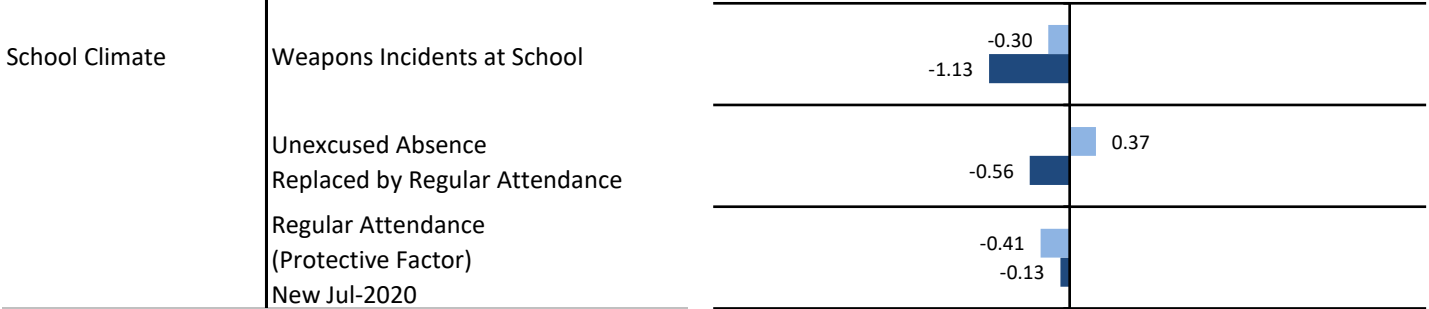 School Climate
Weapons Incidents at School
-0.30
-1.13
Unexcused Absence
Replaced by Regular Attendance
0.37
-0.56
Regular Attendance
(Protective Factor)
New Jul-2020
-0.41
-0.13